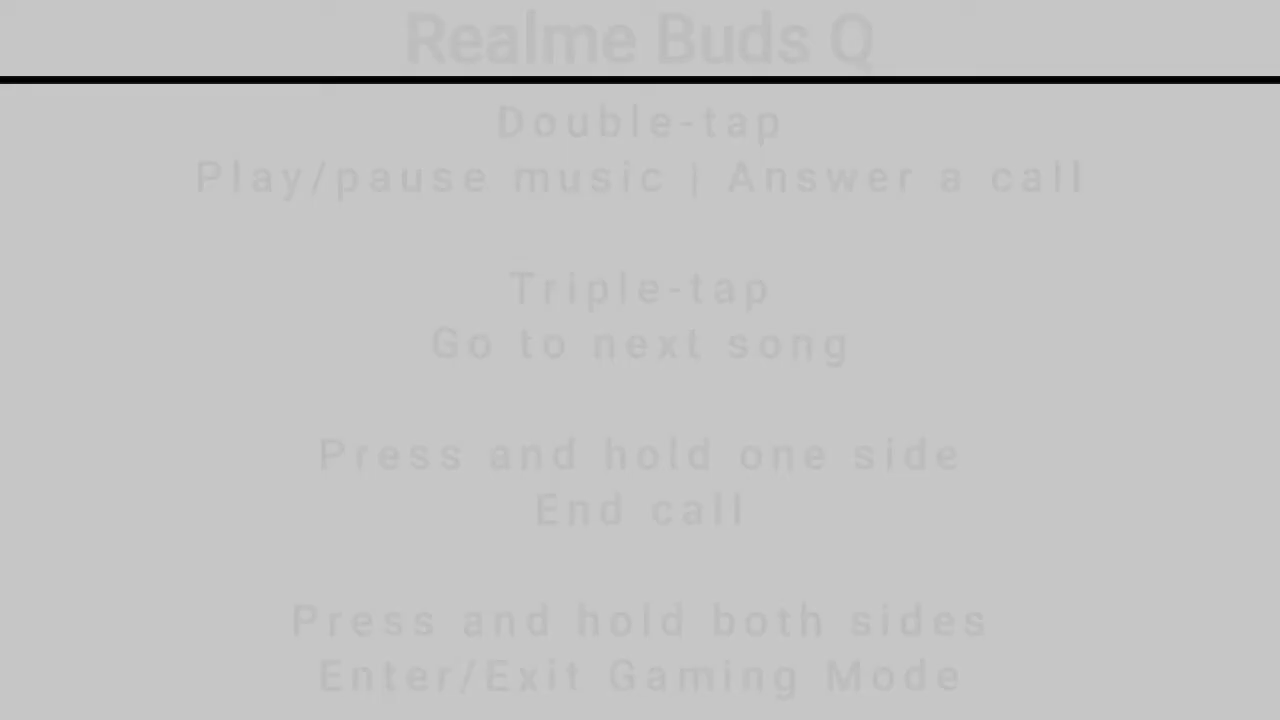 Realme Buds Q
Double-tap
Play/pause music | Answer a call
Triple-tap
Go to next song
Press and hold one side
End call
Press and hold both sides
Enter/Exit Gaming Mode